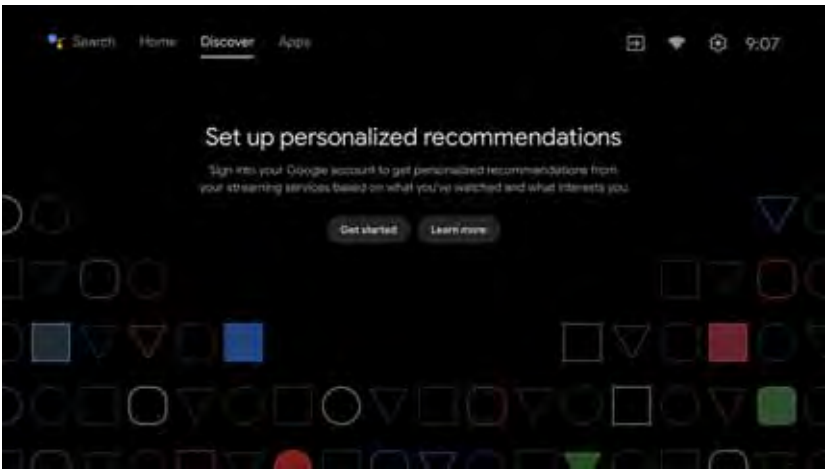 Search Home Discover Apps 9:07
Set up personalized recommendations
Sign into your Google account to get personalized recommendations from
your streaming services based on what you've watched and what interests you.
Get started Learn more